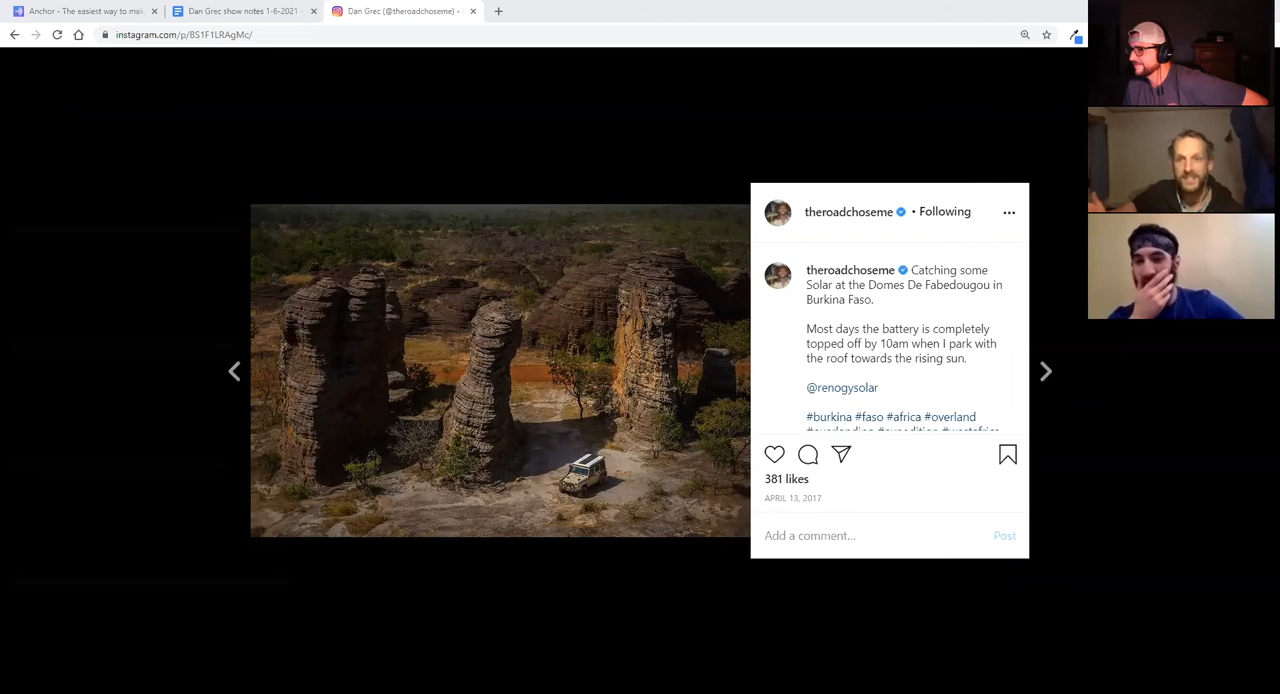 Anchor - The easiest way to mak
Dan Grec show notes 1-6-2021 -
Dan Grec (@theroadchoseme) •
instagram.com/p/BS1F1LRAgMc/
theroadchoseme • Following
theroadchoseme Catching some
Solar at the Domes De Fabedougou in
Burkina Faso.
Most days the battery is completely
topped off by 10am when I park with
the roof towards the rising sun.
@renogysolar
#burkina #faso #africa #overland
#overlanding #expedition #westafrica
381 likes
APRIL 13, 2017
Add a comment...
Post